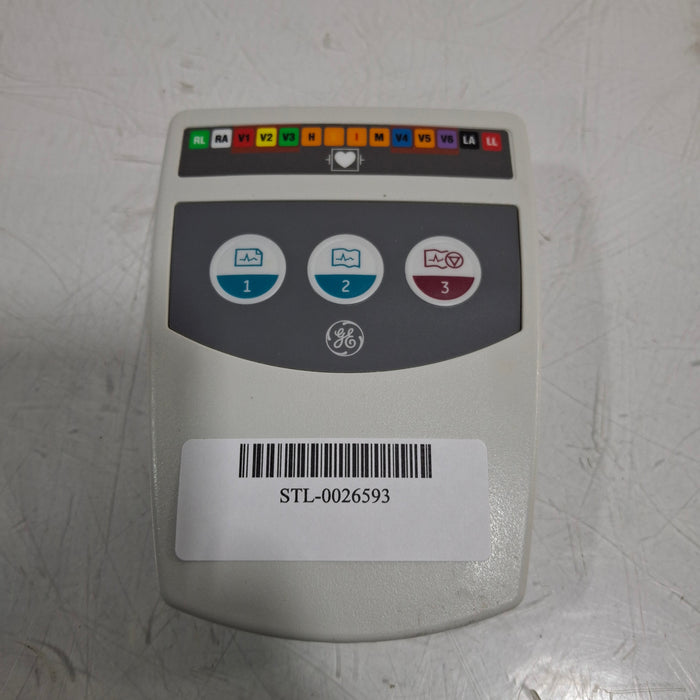 RL RA V1 V2 V3 H I M V4 V5 V6 LA LL
1 2 3
GE
STL-0026593